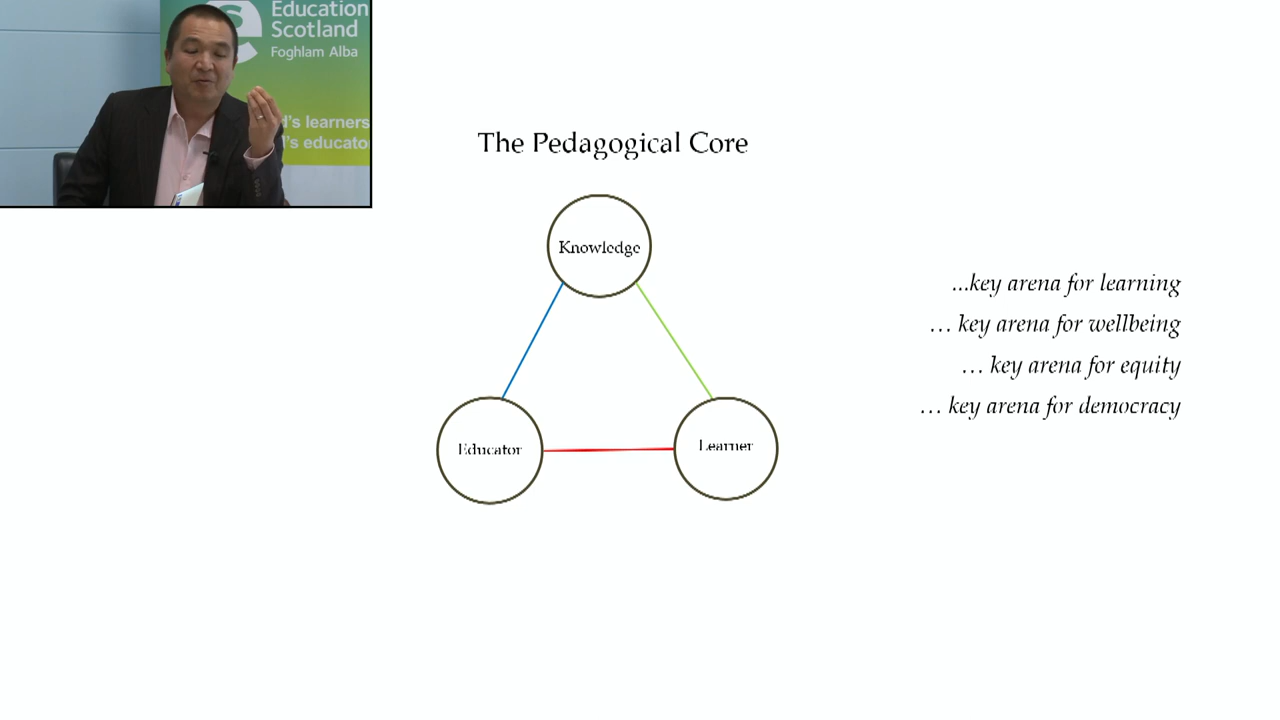 Education
Scotland
Foghlam Alba
d's learners
's educato
The Pedagogical Core
Knowledge
Educator
Learner
...key arena for learning
... key arena for wellbeing
... key arena for equity
... key arena for democracy